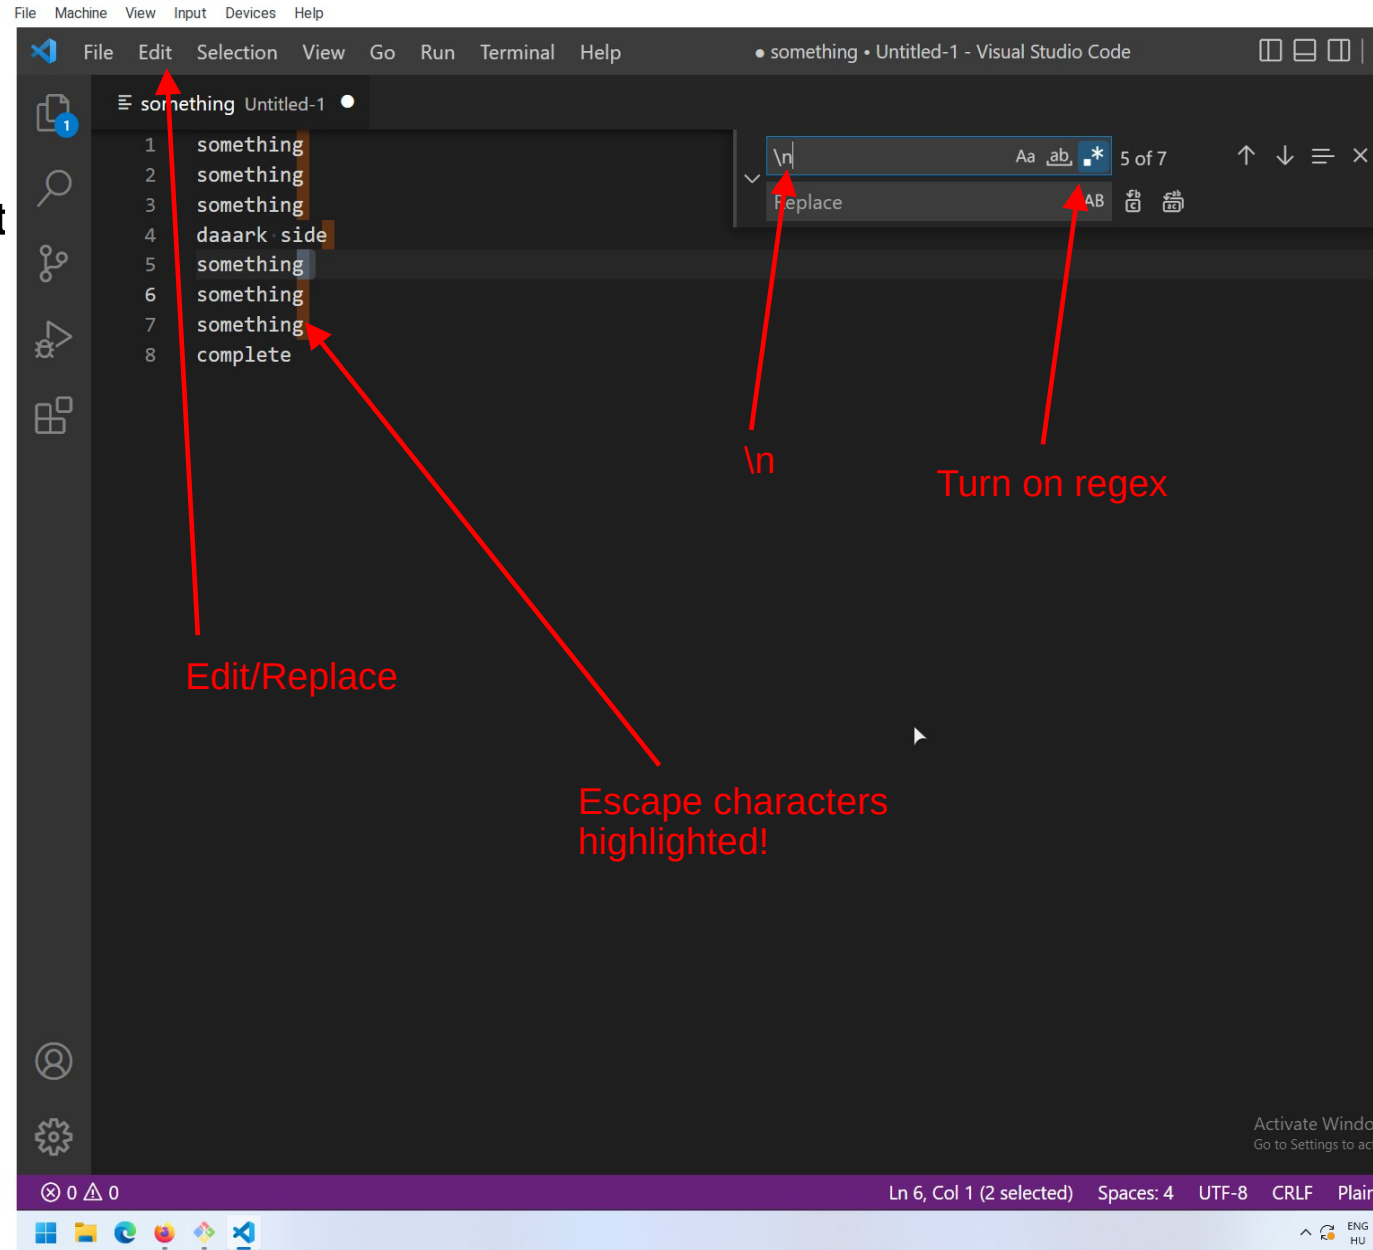 File Machine View Input Devices Help
File Edit Selection View Go Run Terminal Help ● something • Untitled-1 - Visual Studio Code
something Untitled-1 ●
1 something
2 something
3 something
4 daaark·side
5 something
6 something
7 something
8 complete
\n Aa ab, .* 5 of 7
Replace AB
t
1
\n
Turn on regex
Edit/Replace
Escape characters
highlighted!
Activate Windo
Go to Settings to ac
0 0 Ln 6, Col 1 (2 selected) Spaces: 4 UTF-8 CRLF Plain
ENG
HU